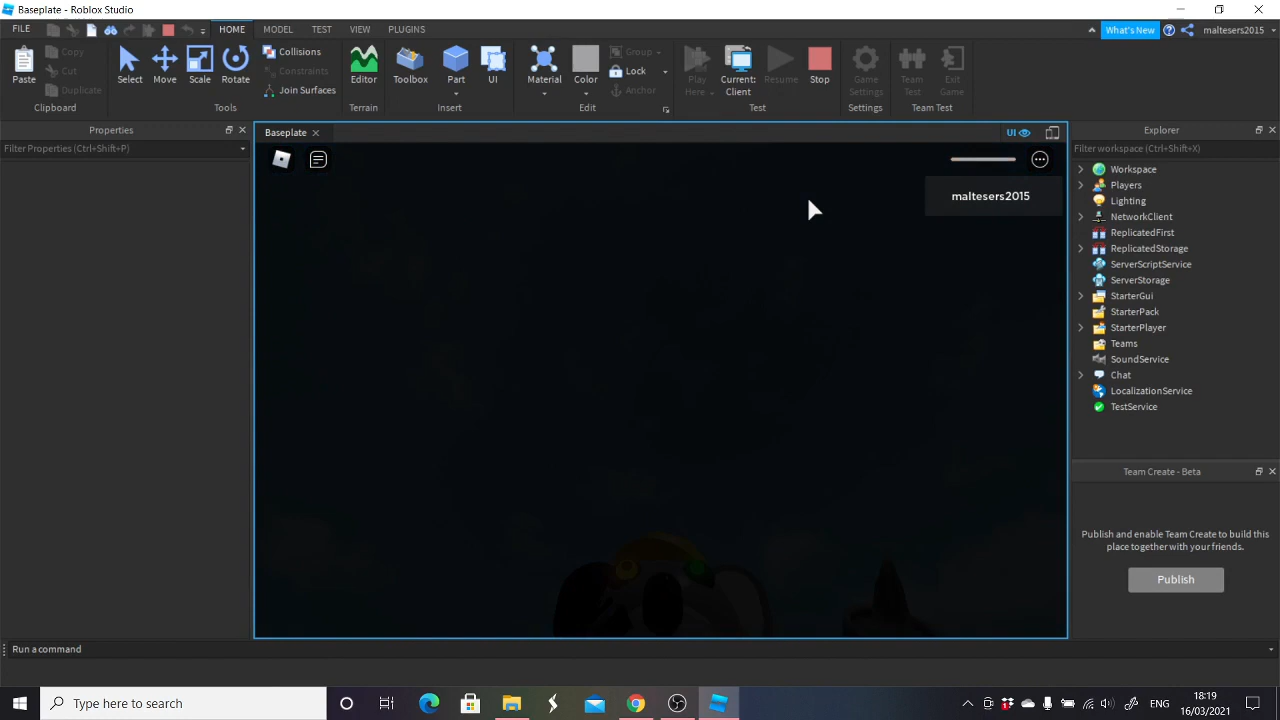 Baseplate - Roblox Studio
FILE HOME MODEL TEST VIEW PLUGINS What's New maltesers2015
Paste Copy Cut Duplicate Clipboard
Select Move Scale Rotate Collisions Constraints Join Surfaces Tools
Editor Terrain
Toolbox Part UI Insert
Material Color Group Lock Anchor Edit
Play Here Current: Client Resume Stop Test
Game Settings Settings
Team Test Exit Game Team Test
Properties
Filter Properties (Ctrl+Shift+P)
Baseplate UI
maltesers2015
Explorer
Filter workspace (Ctrl+Shift+X)
Workspace
Players
Lighting
NetworkClient
ReplicatedFirst
ReplicatedStorage
ServerScriptService
ServerStorage
StarterGui
StarterPack
StarterPlayer
Teams
SoundService
Chat
LocalizationService
TestService
Team Create - Beta
Publish and enable Team Create to build this
place together with your friends.
Publish
Run a command
Type here to search
ENG
18:19
16/03/2021